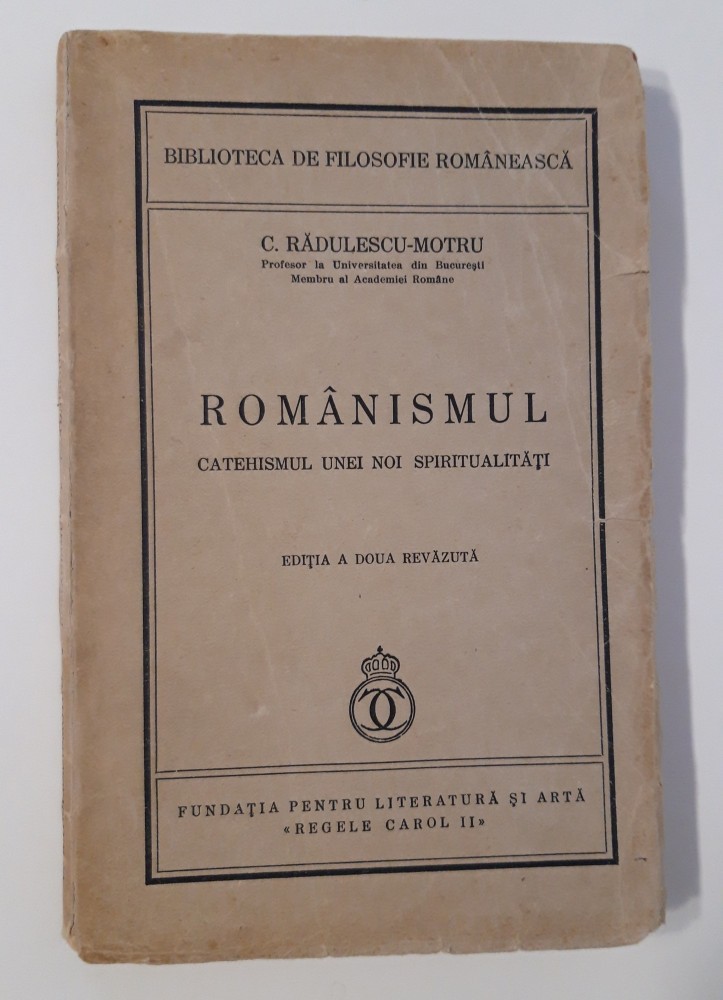 BIBLIOTECA DE FILOSOFIE ROMÂNEASCĂ
C. RĂDULESCU-MOTRU
Profesor la Universitatea din Bucureşti
Membru al Academiei Române
ROMÂNISMUL
CATEHISMUL UNEI NOI SPIRITUALITĂŢI
EDIŢIA A DOUA REVĂZUTĂ
FUNDAŢIA PENTRU LITERATURĂ ŞI ARTĂ
«REGELE CAROL II»